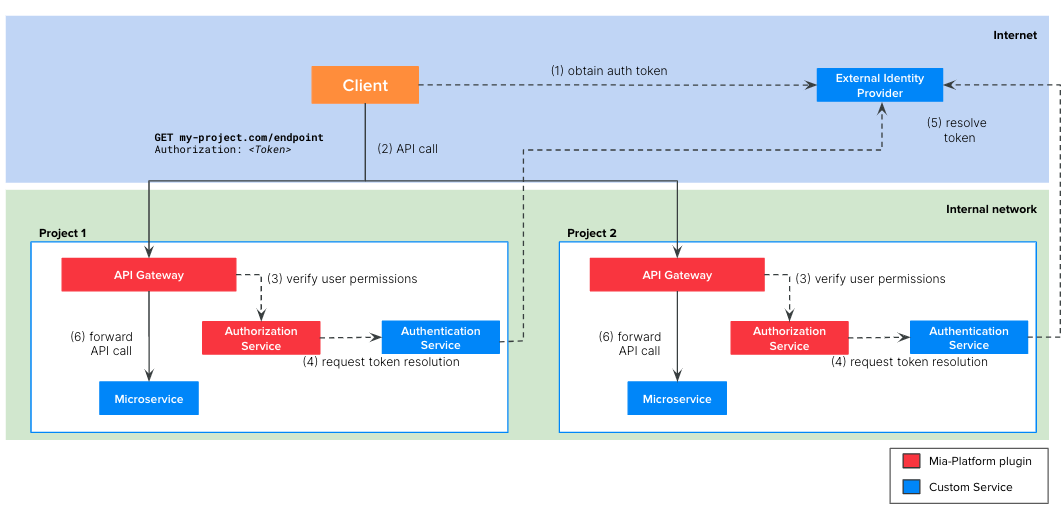 Internet
Client
(1) obtain auth token
External Identity
Provider
GET my-project.com/endpoint
Authorization: <Token>
(2) API call
(5) resolve
token
Internal network
Project 1
API Gateway
(3) verify user permissions
Authorization
Service
Authentication
Service
(4) request token resolution
(6) forward
API call
Microservice
Project 2
API Gateway
(3) verify user permissions
Authorization
Service
Authentication
Service
(4) request token resolution
(6) forward
API call
Microservice
Mia-Platform plugin
Custom Service